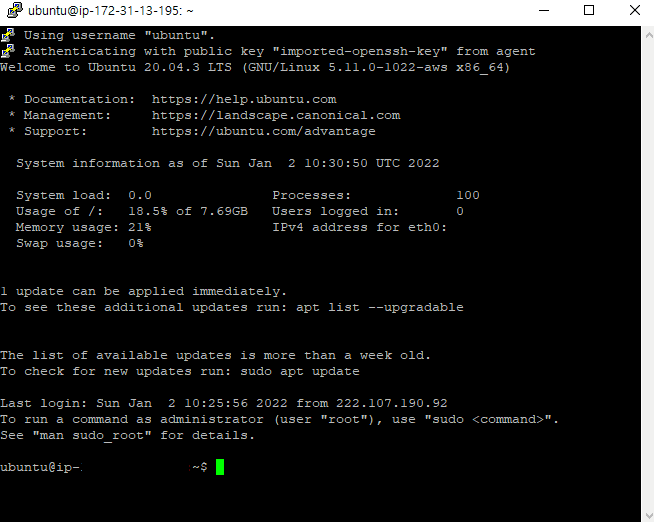 ubuntu@ip-172-31-13-195: ~
Using username "ubuntu".
Authenticating with public key "imported-openssh-key" from agent
Welcome to Ubuntu 20.04.3 LTS (GNU/Linux 5.11.0-1022-aws x86_64)
* Documentation:  https://help.ubuntu.com
* Management:     https://landscape.canonical.com
* Support:        https://ubuntu.com/advantage
System information as of Sun Jan  2 10:30:50 UTC 2022
System load:  0.0               Processes:             100
Usage of /:   18.5% of 7.69GB   Users logged in:       0
Memory usage: 21%               IPv4 address for eth0:
Swap usage:   0%
1 update can be applied immediately.
To see these additional updates run: apt list --upgradable
The list of available updates is more than a week old.
To check for new updates run: sudo apt update
Last login: Sun Jan  2 10:25:56 2022 from 222.107.190.92
To run a command as administrator (user "root"), use "sudo <command>".
See "man sudo_root" for details.
ubuntu@ip-              ~$